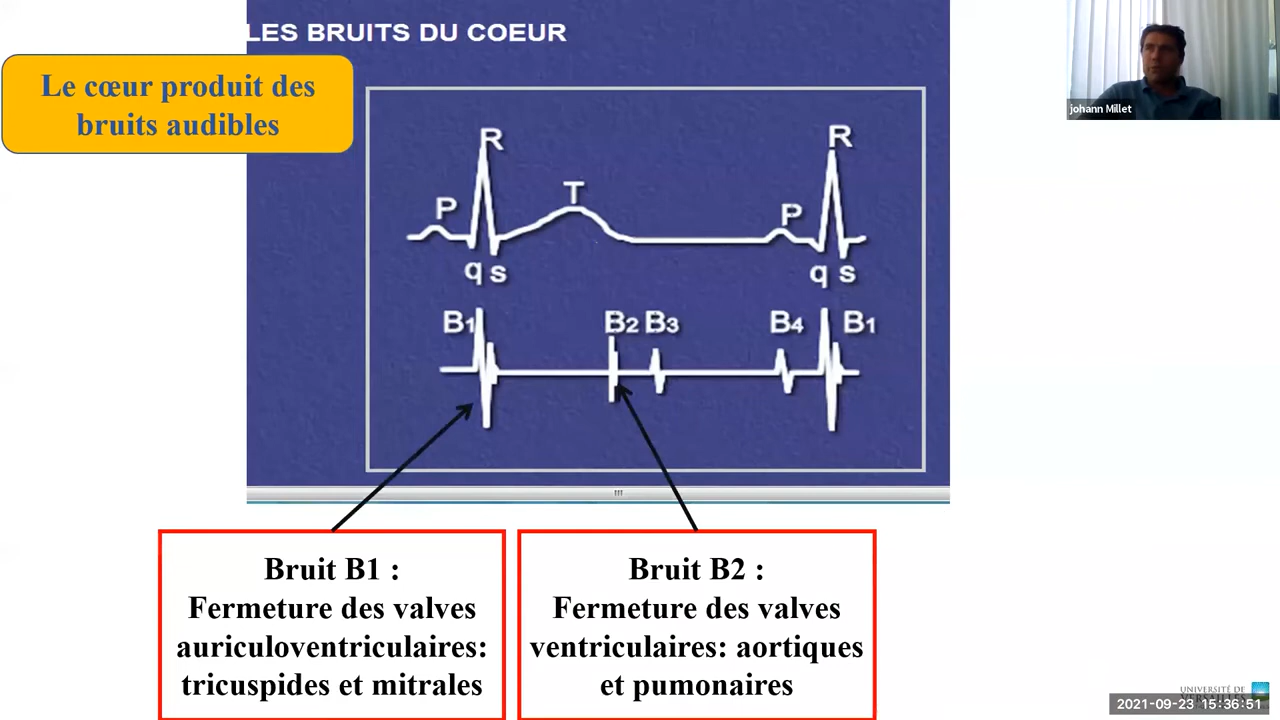 LES BRUITS DU COEUR
Le cœur produit des
bruits audibles
johann Millet
R
R
P
T
P
q s
q s
B1
B2 B3
B4
B1
Bruit B1 :
Fermeture des valves
auriculoventriculaires:
tricuspides et mitrales
Bruit B2 :
Fermeture des valves
ventriculaires: aortiques
et pumonaires
UNIVERSITÉ DE
2021-09-23 15:36:51